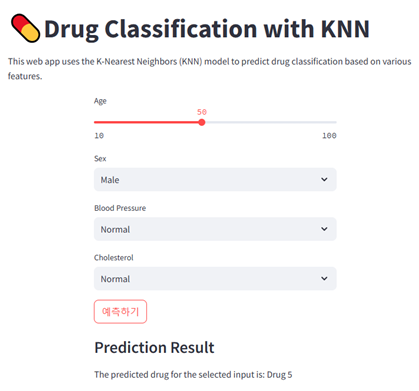 Drug Classification with KNN
This web app uses the K-Nearest Neighbors (KNN) model to predict drug classification based on various
features.
Age
50
10 100
Sex
Male
Blood Pressure
Normal
Cholesterol
Normal
예측하기
Prediction Result
The predicted drug for the selected input is: Drug 5